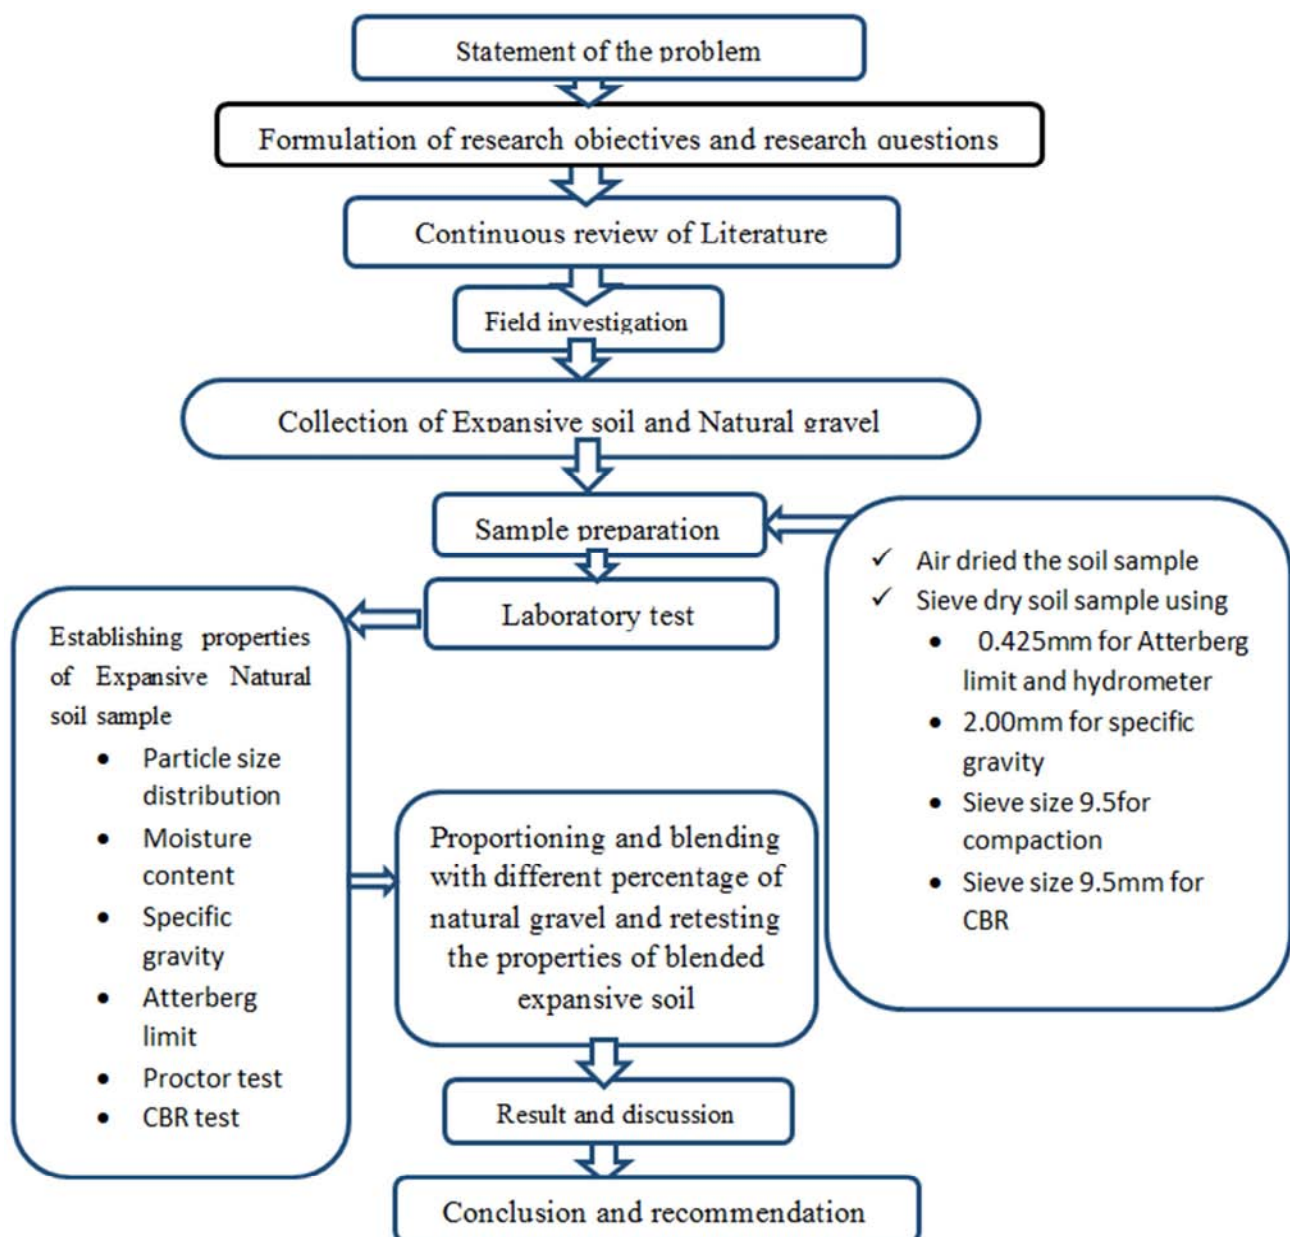 Statement of the problem
Formulation of research objectives and research questions
Continuous review of Literature
Field investigation
Collection of Expansive soil and Natural gravel
Sample preparation
✓ Air dried the soil sample
✓ Sieve dry soil sample using
• 0.425mm for Atterberg
limit and hydrometer
• 2.00mm for specific
gravity
• Sieve size 9.5for
compaction
• Sieve size 9.5mm for
CBR
Laboratory test
Establishing properties
of Expansive Natural
soil sample
• Particle size
distribution
• Moisture
content
• Specific
gravity
• Atterberg
limit
• Proctor test
• CBR test
Proportioning and blending
with different percentage of
natural gravel and retesting
the properties of blended
expansive soil
Result and discussion
Conclusion and recommendation